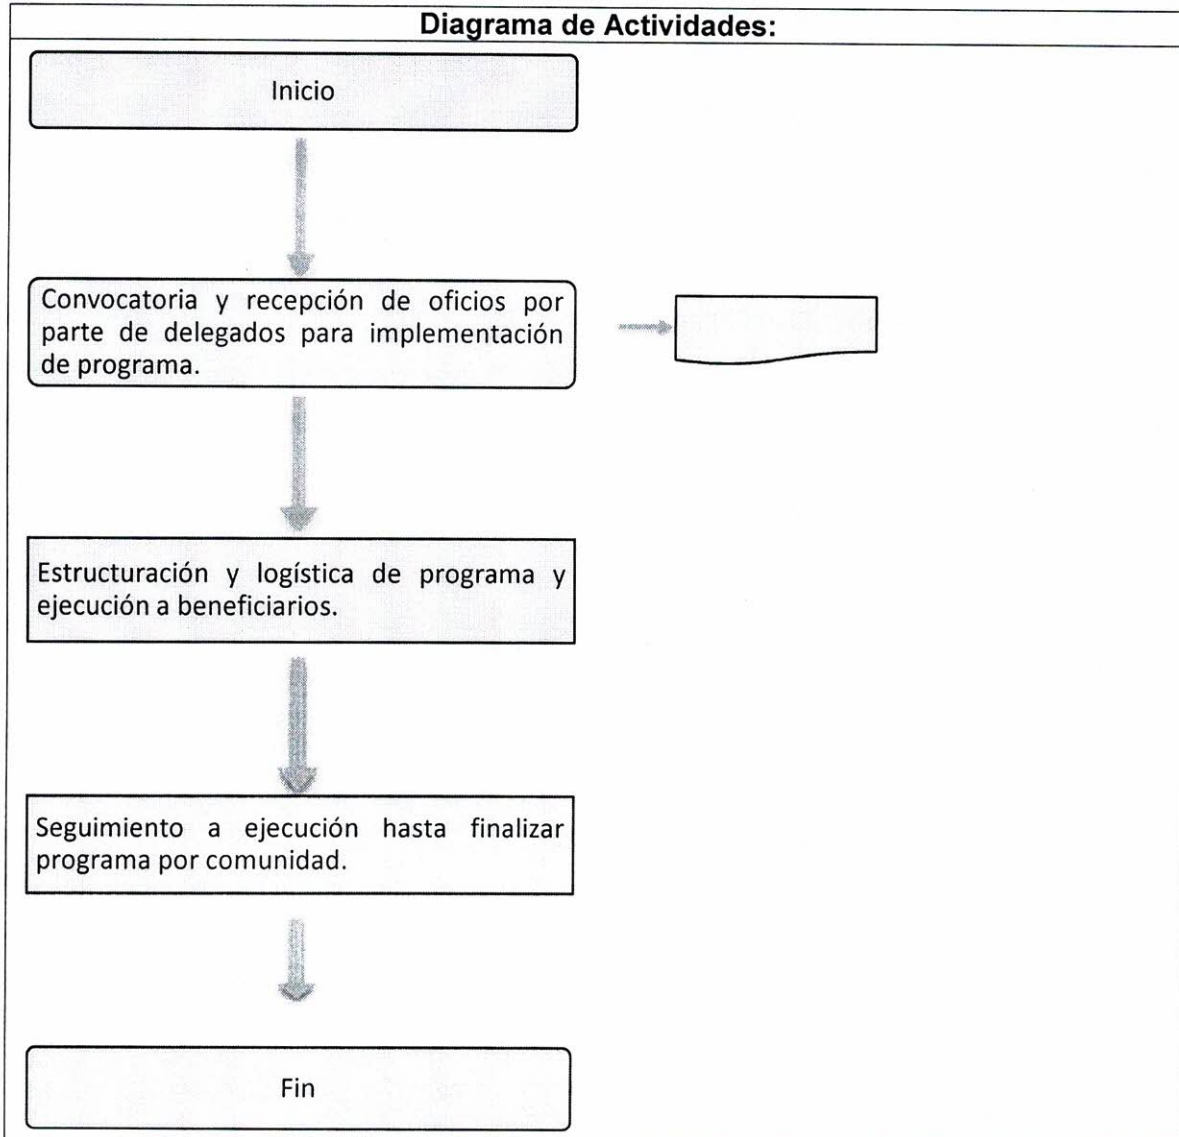 Diagrama de Actividades:
Inicio
Convocatoria y recepción de oficios por
parte de delegados para implementación
de programa.
Estructuración y logística de programa y
ejecución a beneficiarios.
Seguimiento a ejecución hasta finalizar
programa por comunidad.
Fin